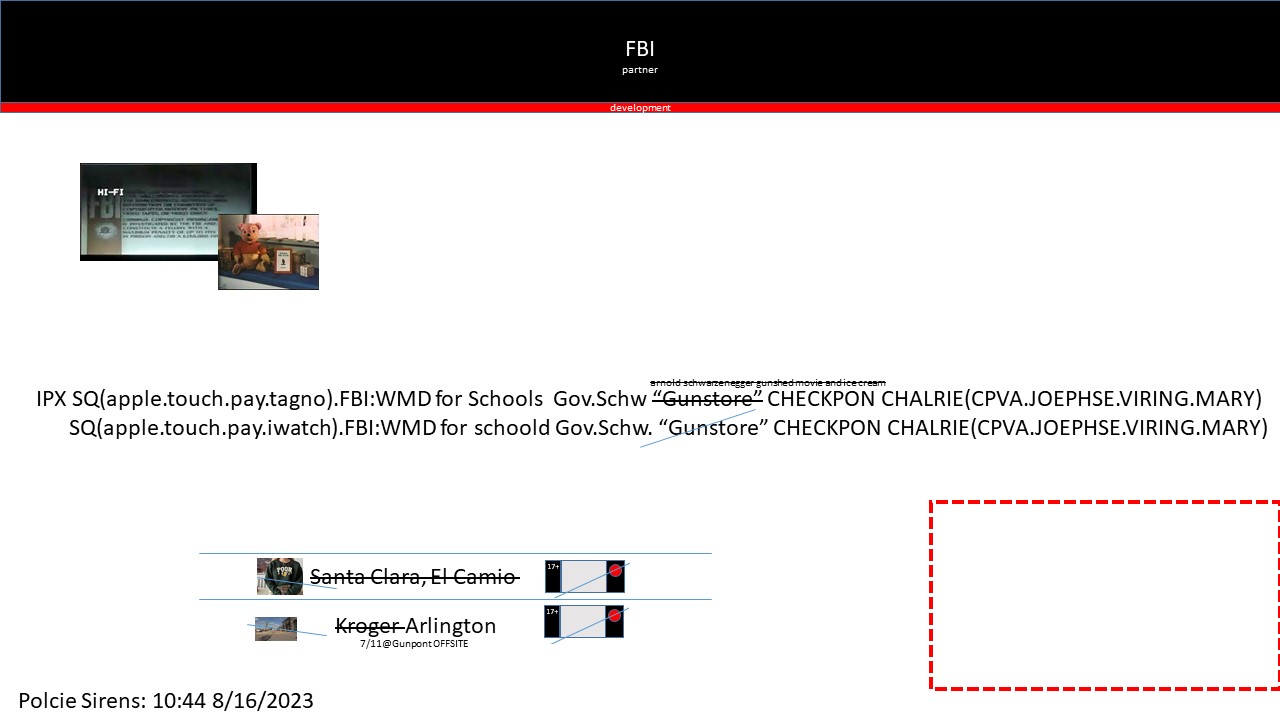 FBI
partner
development
HI-FI
FBI
arnold schwarzenegger gunshed movie and ice cream
IPX SQ(apple.touch.pay.tagno).FBI:WMD for Schools Gov.Schw “Gunstore” CHECKPON CHALRIE(CPVA.JOEPHSE.VIRING.MARY)
SQ(apple.touch.pay.iwatch).FBI:WMD for schoold Gov.Schw. “Gunstore” CHECKPON CHALRIE(CPVA.JOEPHSE.VIRING.MARY)
POOR
Santa Clara, El Camio
17+
Kroger Arlington
17+
7/11@Gunpont OFFSITE
Polcie Sirens: 10:44 8/16/2023